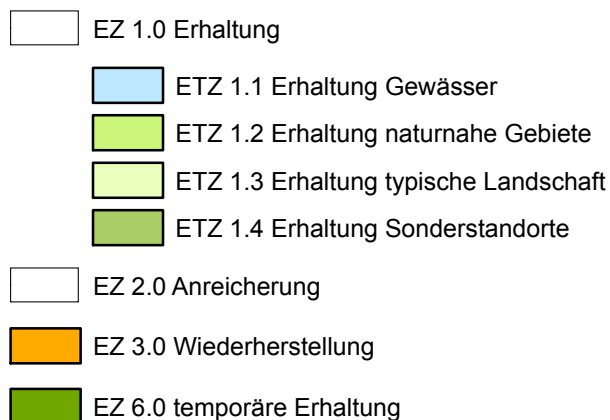 EZ 1.0 Erhaltung
ETZ 1.1 Erhaltung Gewässer
ETZ 1.2 Erhaltung naturnahe Gebiete
ETZ 1.3 Erhaltung typische Landschaft
ETZ 1.4 Erhaltung Sonderstandorte
EZ 2.0 Anreicherung
EZ 3.0 Wiederherstellung
EZ 6.0 temporäre Erhaltung